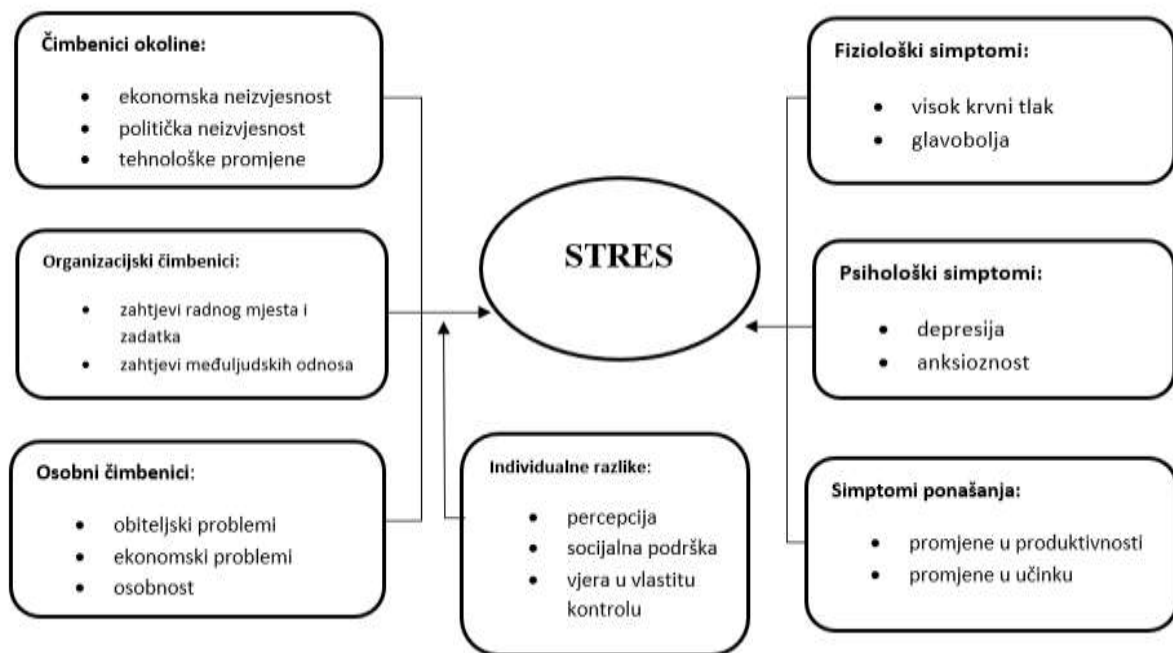 Čimbenici okoline:
• ekonomska neizvjesnost
• politička neizvjesnost
• tehnološke promjene
Organizacijski čimbenici:
• zahtjevi radnog mjesta i
zadatka
• zahtjevi međuljudskih odnosa
Osobni čimbenici:
• obiteljski problemi
• ekonomski problemi
• osobnost
STRES
Individualne razlike:
• percepcija
• socijalna podrška
• vjera u vlastitu
kontrolu
Fiziološki simptomi:
• visok krvni tlak
• glavobolja
Psihološki simptomi:
• depresija
• anksioznost
Simptomi ponašanja:
• promjene u produktivnosti
• promjene u učinku